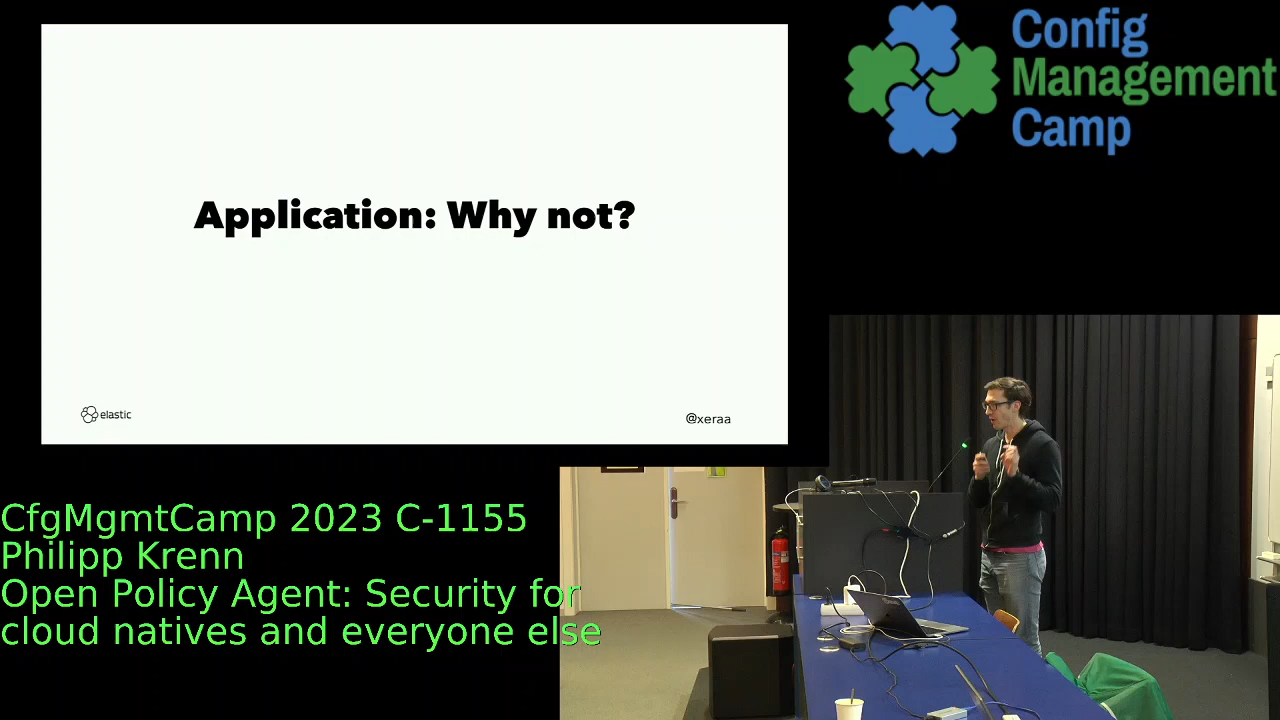 Application: Why not?
elastic
@xeraa
Config
Management
Camp
CfgMgmtCamp 2023 C-1155
Philipp Krenn
Open Policy Agent: Security for
cloud natives and everyone else